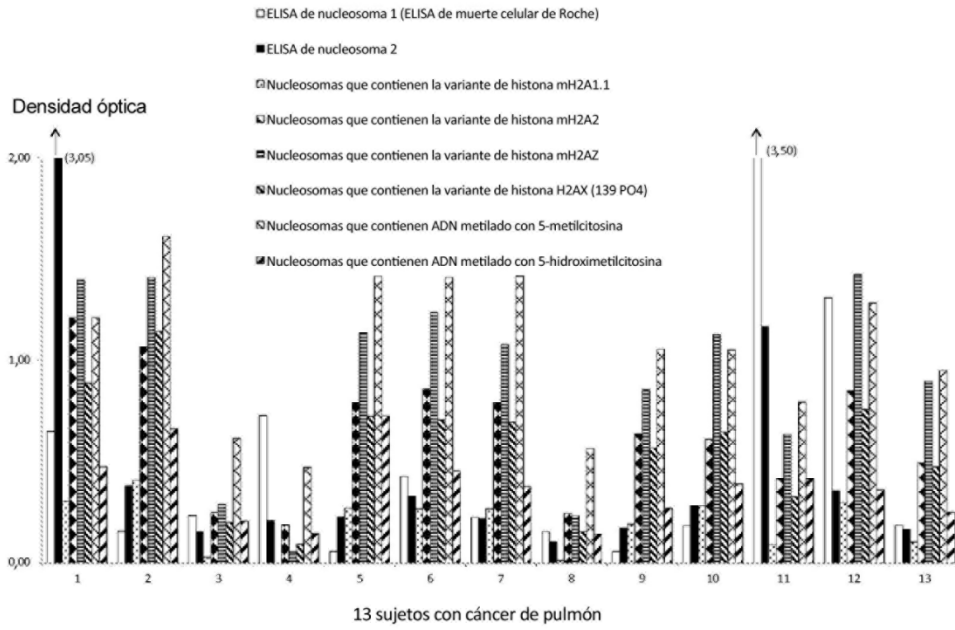 ELISA de nucleosoma 1 (ELISA de muerte celular de Roche)
ELISA de nucleosoma 2
Nucleosomas que contienen la variante de histona mH2A1.1
Nucleosomas que contienen la variante de histona mH2A2
Nucleosomas que contienen la variante de histona mH2AZ
Nucleosomas que contienen la variante de histona H2AX (139 PO4)
Nucleosomas que contienen ADN metilado con 5-metilcitosina
Nucleosomas que contienen ADN metilado con 5-hidroximetilcitosina
Densidad óptica
(3,05)
(3,50)
2,00
1,00
0,00
1 2 3 4 5 6 7 8 9 10 11 12 13
13 sujetos con cáncer de pulmón